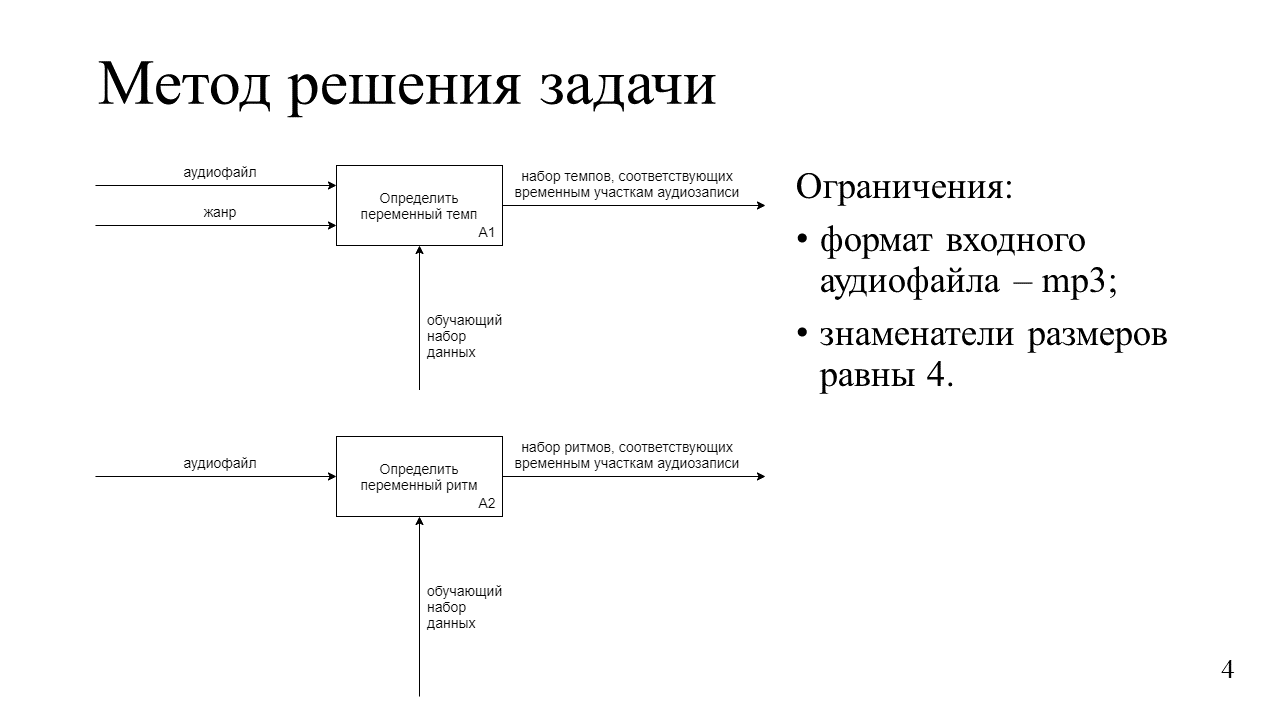 Метод решения задачи
аудиофайл
жанр
Определить
переменный темп
A1
набор темпов, соответствующих
временным участкам аудиозаписи
обучающий
набор
данных
аудиофайл
Определить
переменный ритм
A2
набор ритмов, соответствующих
временным участкам аудиозаписи
обучающий
набор
данных
Ограничения:
• формат входного
аудиофайла – mp3;
• знаменатели размеров
равны 4.
4